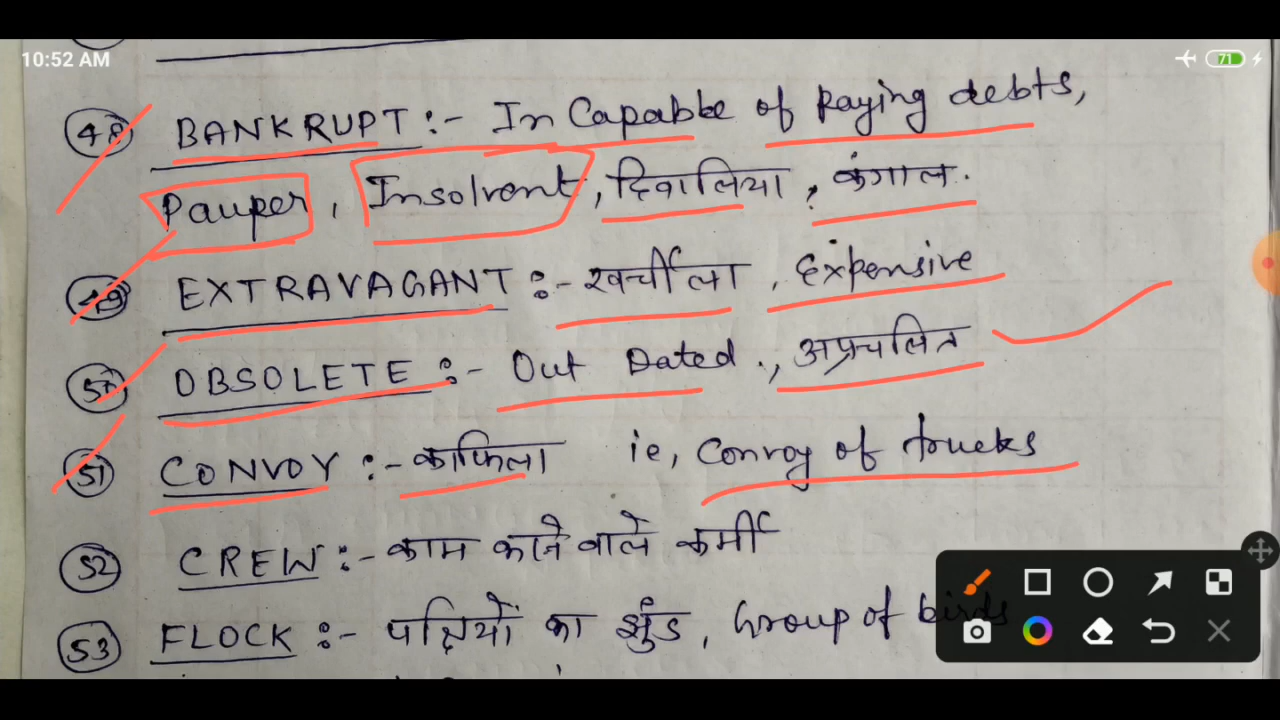 10:52 AM 71
48 BANKRUPT :- In Capable of Paying debts,
Pauper, Insolvent, दिवालिया, कंगाल.
49 EXTRAVAGANT :- खर्चीला, Expensive
50 OBSOLETE :- Out Dated., अप्रचलित
51 CONVOY :- काफिला ie, Convoy of trucks
52 CREW :- काम करने वाले कर्मी
53 FLOCK :- पक्षियों का झुंड, Group of birds